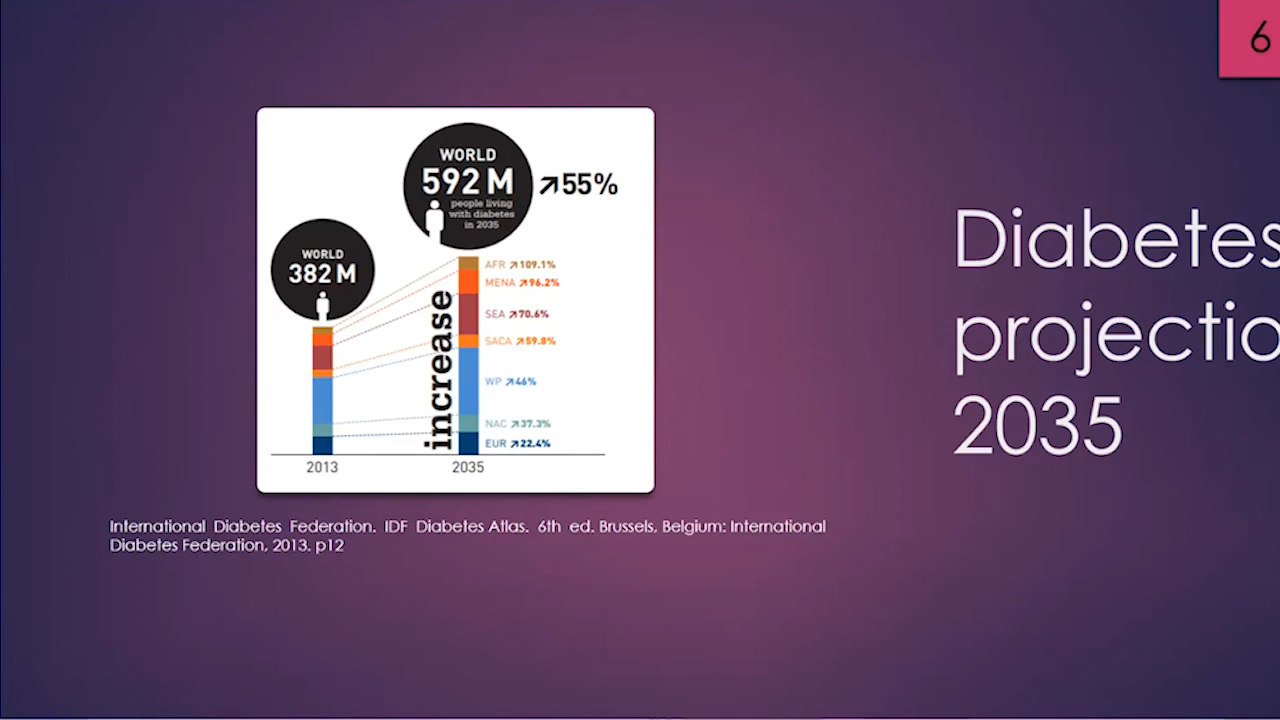 6
WORLD
592 M
people living
with diabetes
in 2035
↗55%
WORLD
382 M
AFR ↗109.1%
MENA ↗96.2%
SEA ↗70.6%
SACA ↗59.8%
WP ↗46%
NAC ↗37.3%
EUR ↗22.4%
increase
2013
2035
International Diabetes Federation. IDF Diabetes Atlas. 6th ed. Brussels, Belgium: International
Diabetes Federation, 2013. p12
Diabetes
projectio
2035